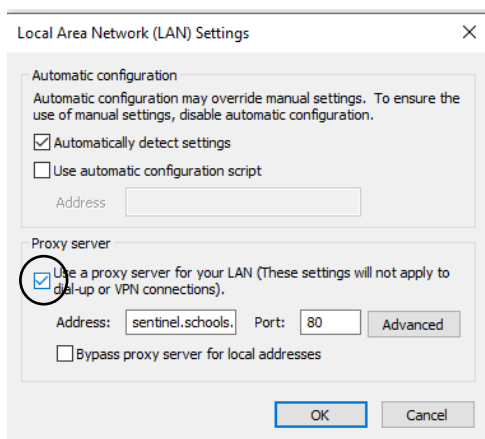 Local Area Network (LAN) Settings
Automatic configuration
Automatic configuration may override manual settings. To ensure the
use of manual settings, disable automatic configuration.
Automatically detect settings
Use automatic configuration script
Address
Proxy server
Use a proxy server for your LAN (These settings will not apply to
dial-up or VPN connections).
Address: sentinel.schools. Port: 80 Advanced
Bypass proxy server for local addresses
OK Cancel